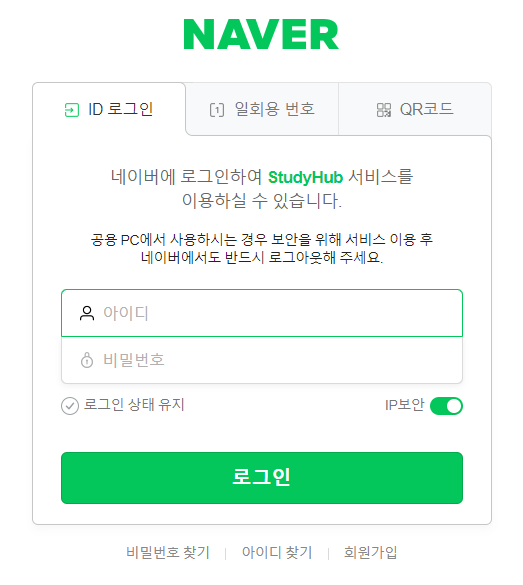 NAVER
ID 로그인
1 일회용 번호
QR코드
네이버에 로그인하여 StudyHub 서비스를
이용하실 수 있습니다.
공용 PC에서 사용하시는 경우 보안을 위해 서비스 이용 후
네이버에서도 반드시 로그아웃해 주세요.
아이디
비밀번호
로그인 상태 유지
IP보안
로그인
비밀번호 찾기 | 아이디 찾기 | 회원가입